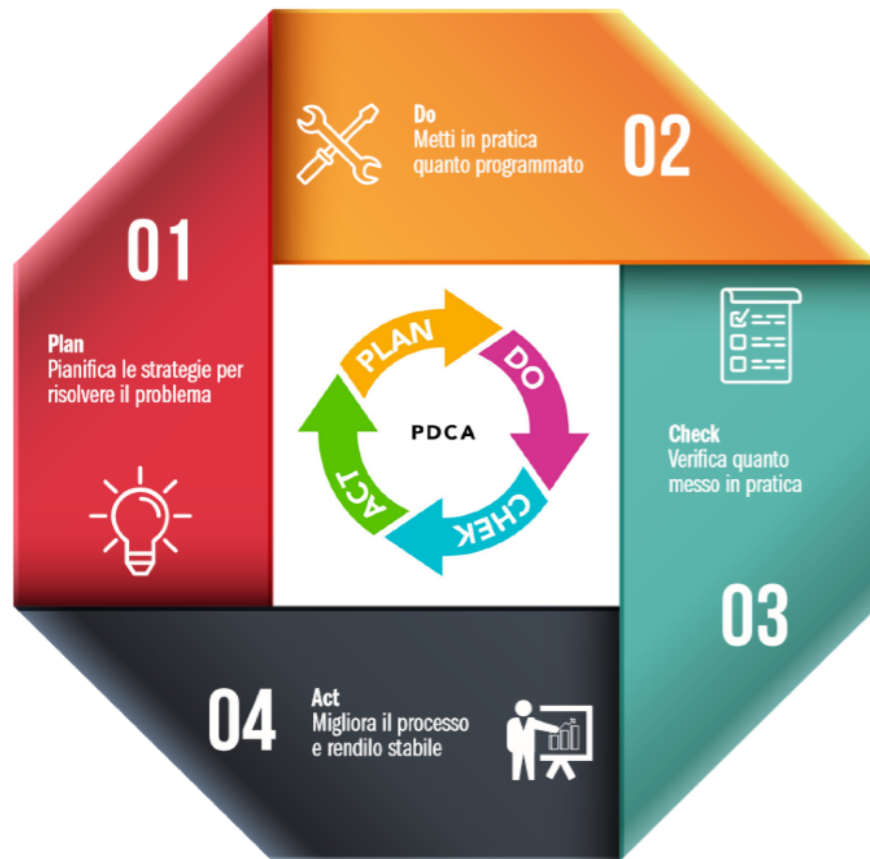 01
Plan
Pianifica le strategie per
risolvere il problema
Do
Metti in pratica
quanto programmato
02
Check
Verifica quanto
messo in pratica
03
04
Act
Migliora il processo
e rendilo stabile
PLAN
DO
CHEK
ACT
PDCA